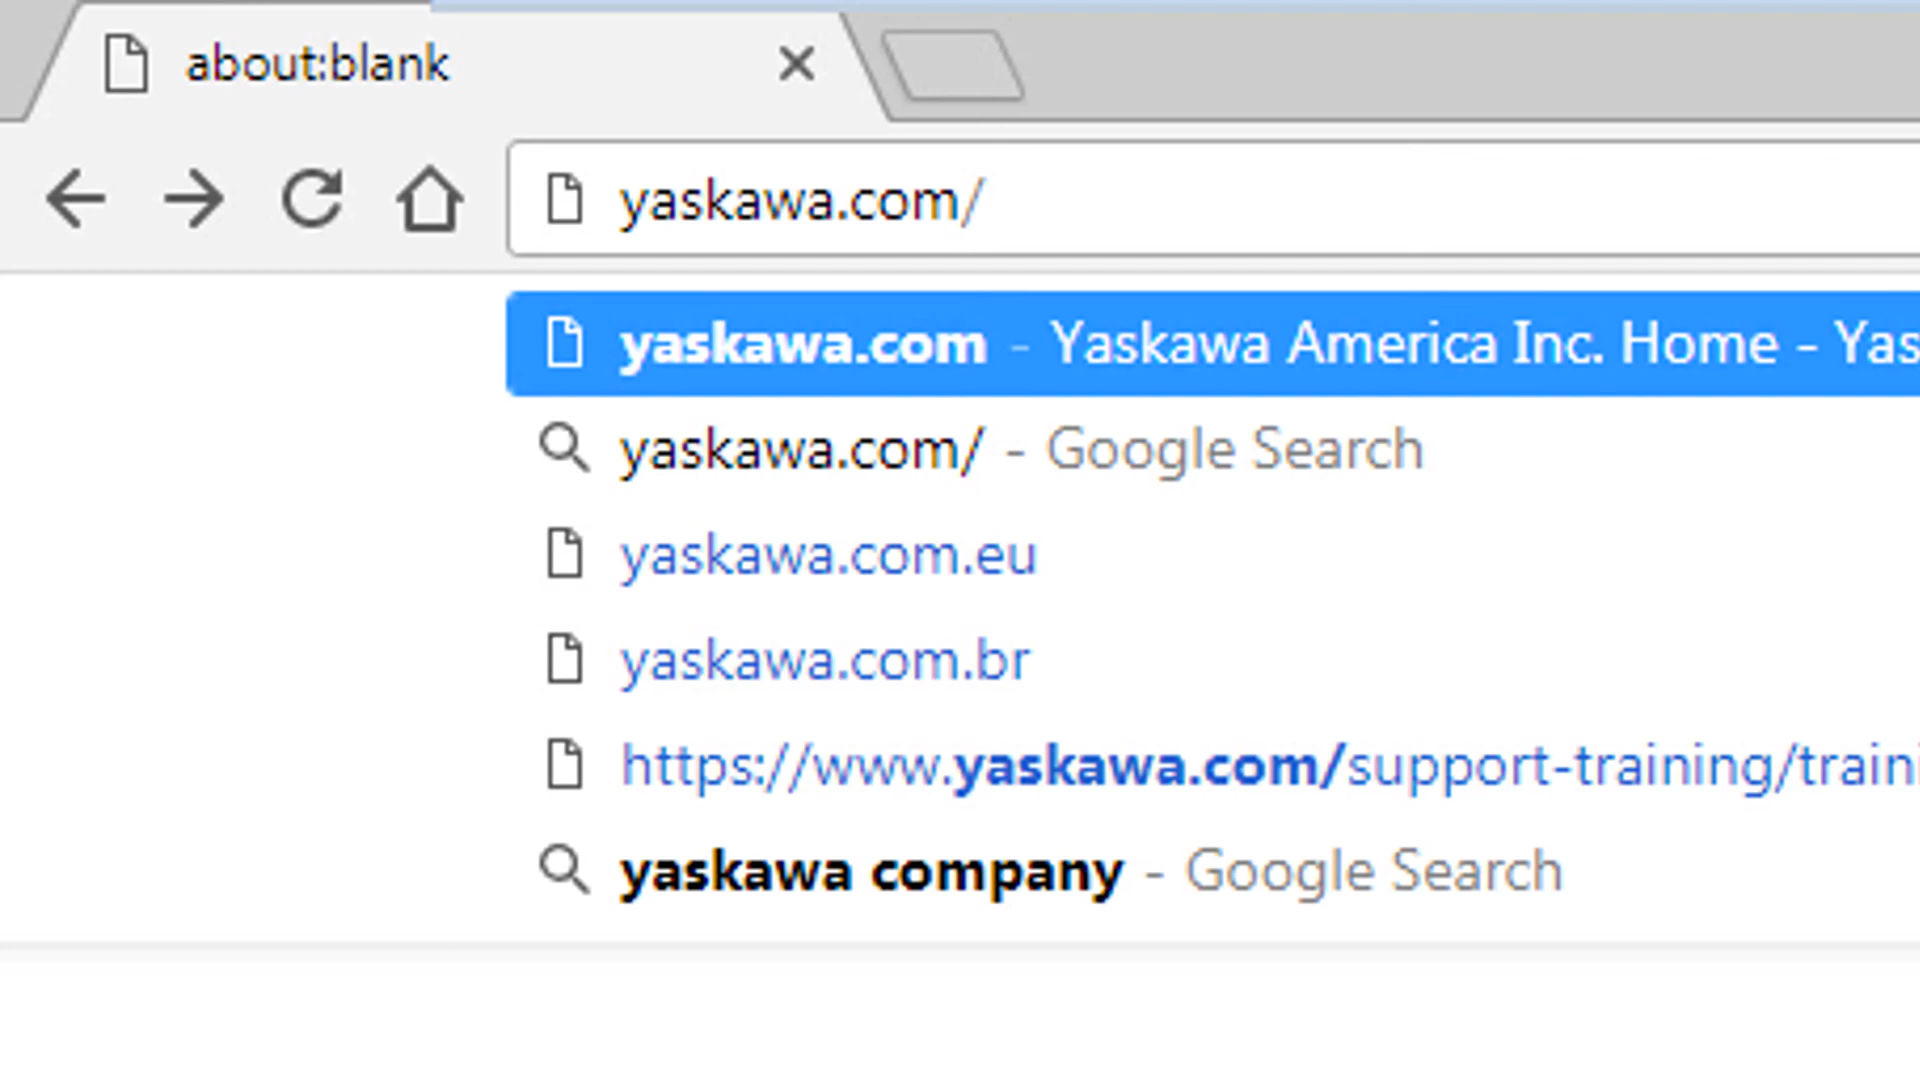 about:blank
yaskawa.com/
yaskawa.com - Yaskawa America Inc. Home - Yas
yaskawa.com/ - Google Search
yaskawa.com.eu
yaskawa.com.br
https://www.yaskawa.com/support-training/traini
yaskawa company - Google Search